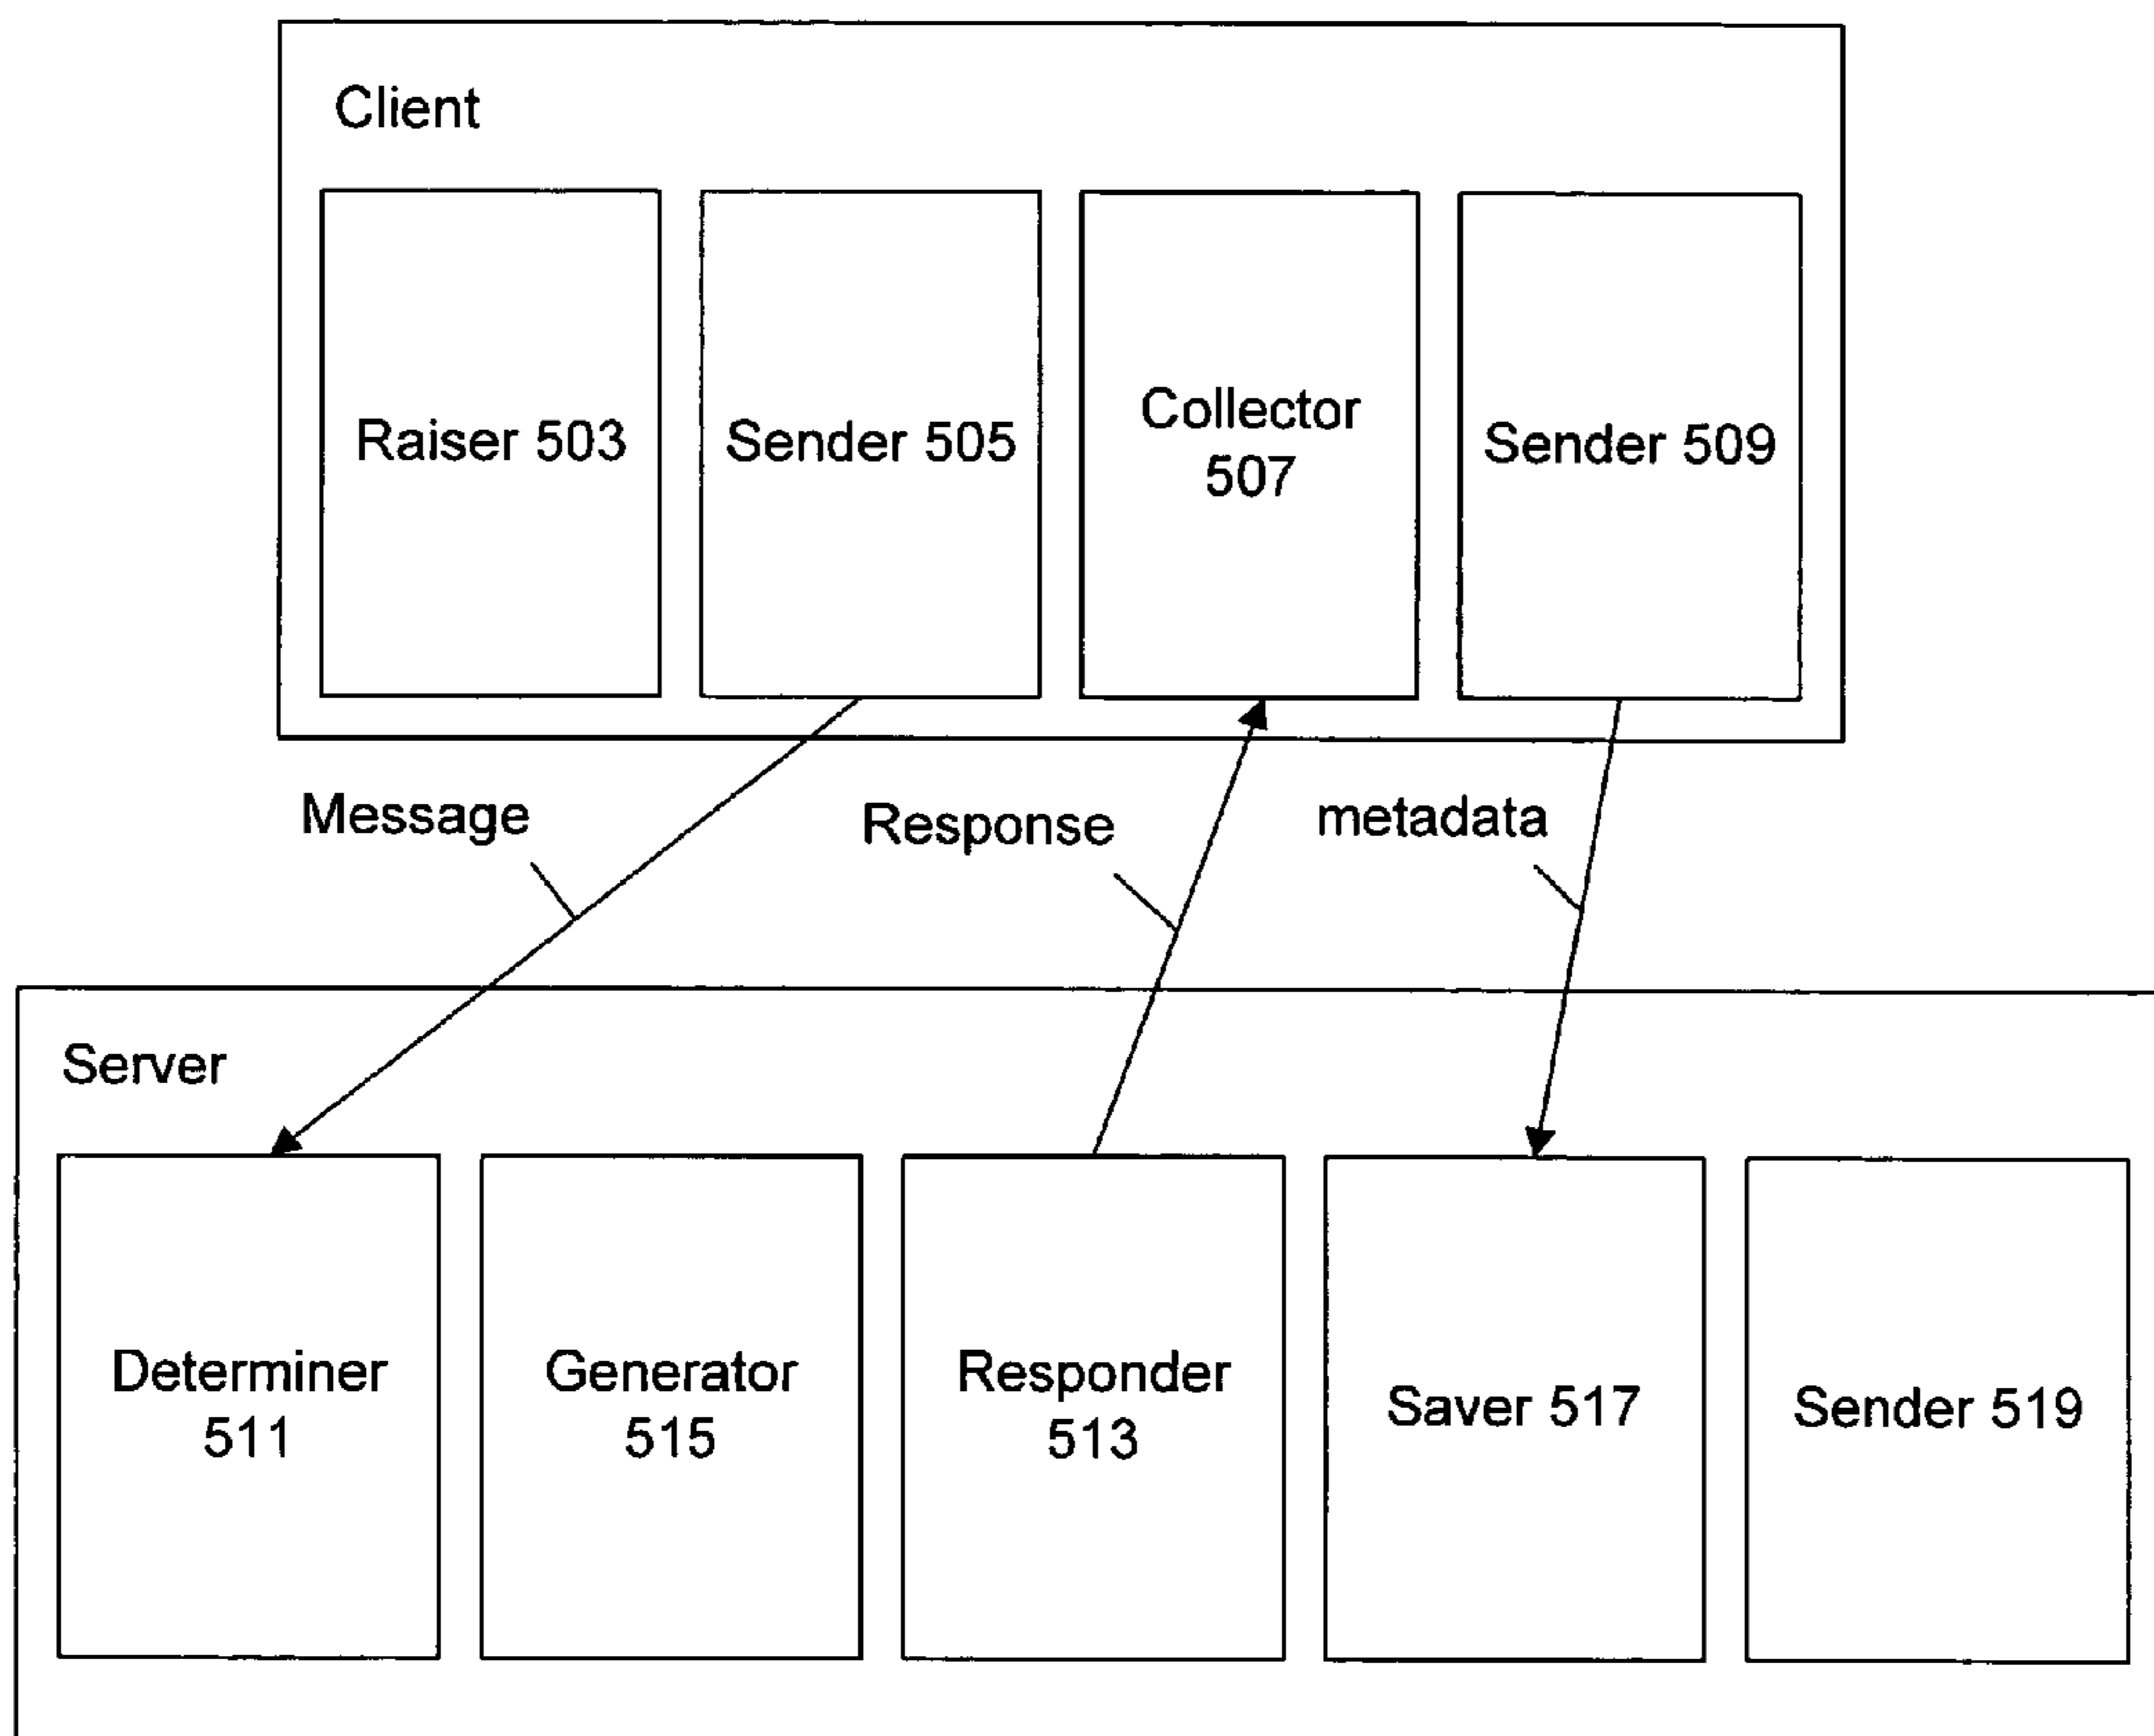 Client
Raiser 503
Sender 505
Collector
507
Sender 509
Message
Response
metadata
Server
Determiner
511
Generator
515
Responder
513
Saver 517
Sender 519